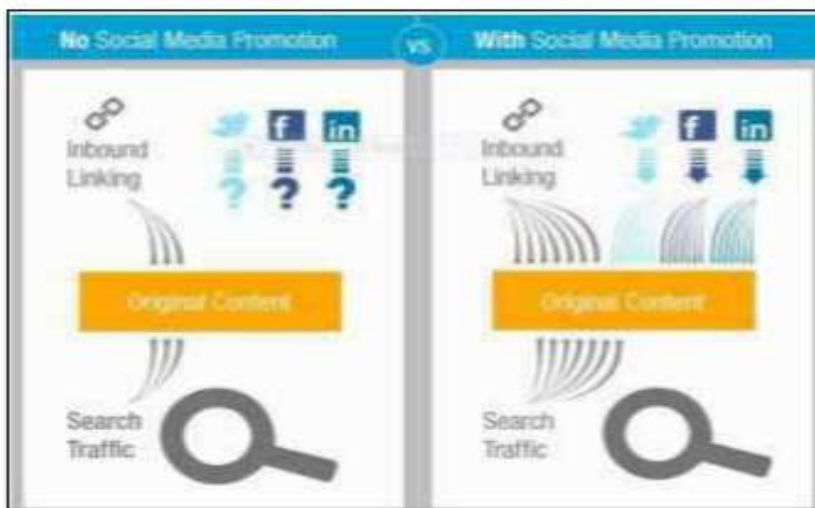 No Social Media Promotion
vs
With Social Media Promotion
Inbound
Linking
f
in
?
?
?
Original Content
Search
Traffic
Inbound
Linking
f
in
Original Content
Search
Traffic